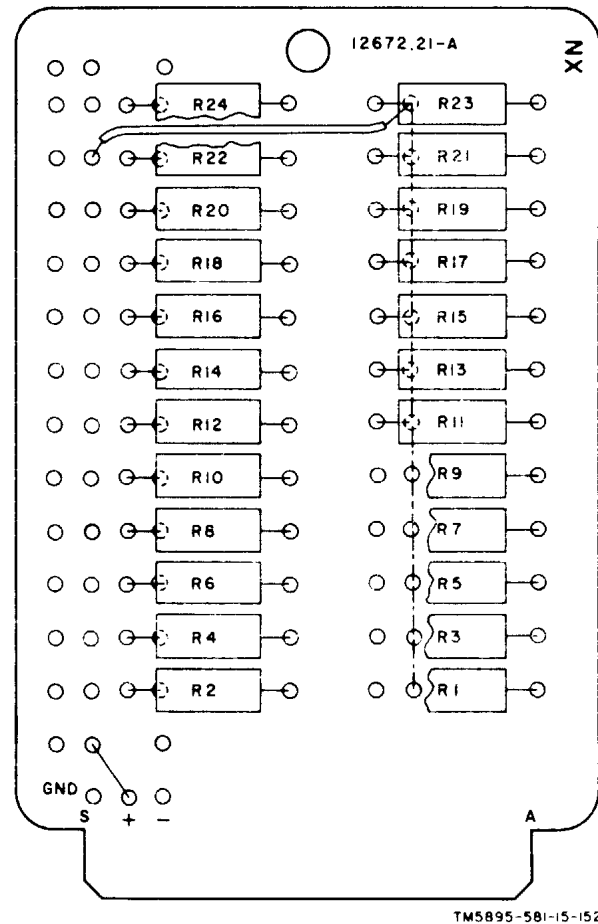 12672.21-A
XN
R24 R23
R22 R21
R20 R19
R18 R17
R16 R15
R14 R13
R12 R11
R10 R9
R8 R7
R6 R5
R4 R3
R2 R1
GND
S + - A
TM5895-581-15-152